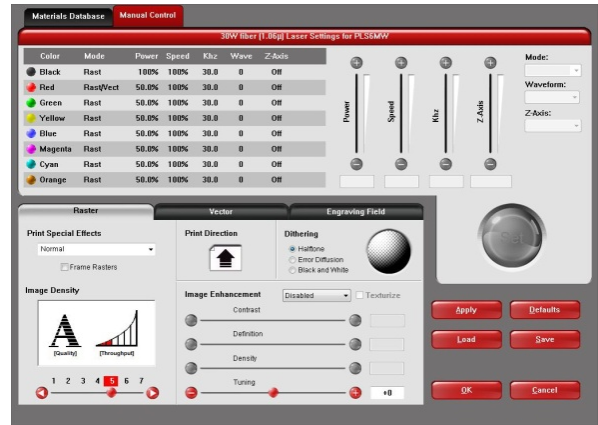 Materials Database
Manual Control
30W fiber [1.06µ] Laser Settings for PLS6MW
Color Mode Power Speed Khz Wave Z-Axis
Black Rast 100% 100% 30.0 0 Off
Red Rast/Vect 50.0% 100% 30.0 0 Off
Green Rast 50.0% 100% 30.0 0 Off
Yellow Rast 50.0% 100% 30.0 0 Off
Blue Rast 50.0% 100% 30.0 0 Off
Magenta Rast 50.0% 100% 30.0 0 Off
Cyan Rast 50.0% 100% 30.0 0 Off
Orange Rast 50.0% 100% 30.0 0 Off
Power
Speed
Khz
Z-Axis
Mode:
Waveform:
Z-Axis:
Set
Raster
Vector
Engraving Field
Print Special Effects
Normal
Frame Rasters
Image Density
A
[Quality] [Throughput]
1 2 3 4 5 6 7
Print Direction
Dithering
Halftone
Error Diffusion
Black and White
Image Enhancement Disabled Texturize
Contrast
Definition
Density
Tuning
+0
Apply Defaults
Load Save
OK Cancel